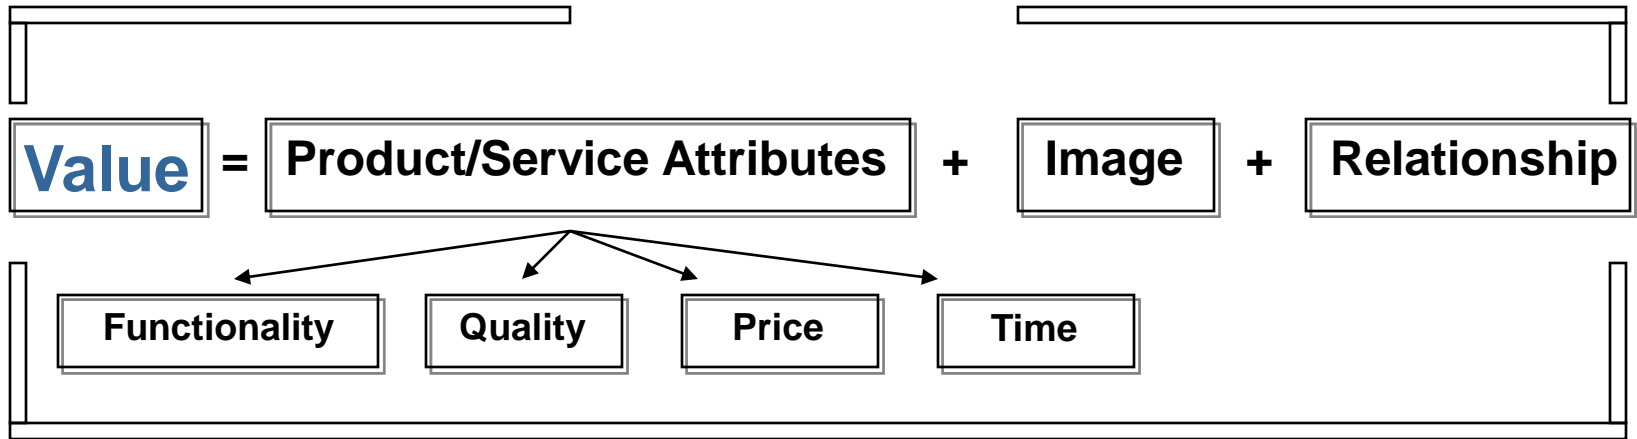 Value = Product/Service Attributes + Image + Relationship
Functionality Quality Price Time